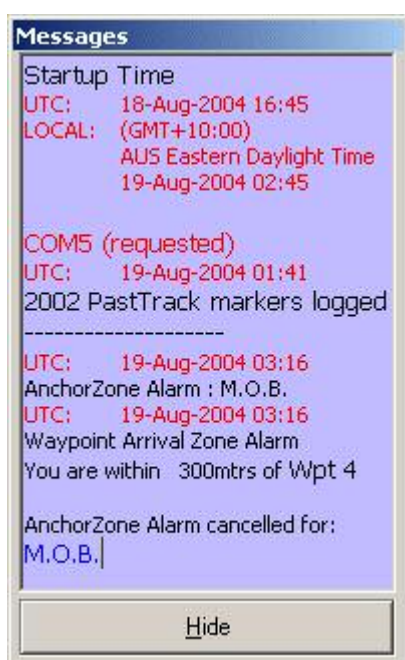 Messages
Startup Time
UTC: 18-Aug-2004 16:45
LOCAL: (GMT+10:00)
AUS Eastern Daylight Time
19-Aug-2004 02:45
COM5 (requested)
UTC: 19-Aug-2004 01:41
2002 PastTrack markers logged
--------------------
UTC: 19-Aug-2004 03:16
AnchorZone Alarm : M.O.B.
UTC: 19-Aug-2004 03:16
Waypoint Arrival Zone Alarm
You are within 300mtrs of Wpt 4
AnchorZone Alarm cancelled for:
M.O.B.
Hide